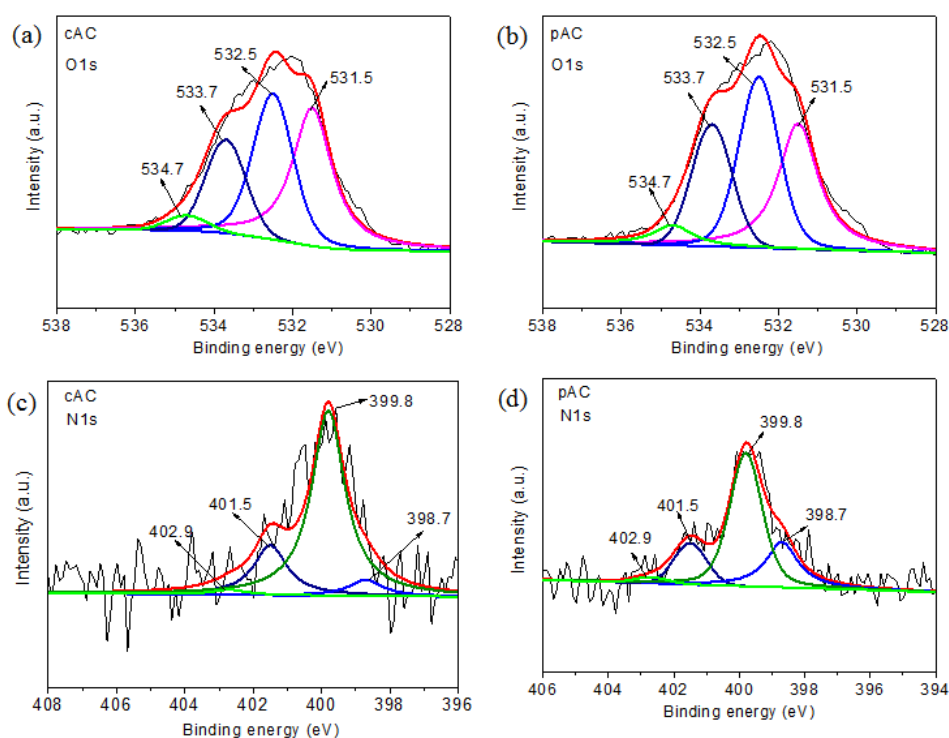 (a)
cAC
O1s
532.5
531.5
533.7
534.7
Intensity (a.u.)
538 536 534 532 530 528
Binding energy (eV)
(b)
pAC
O1s
532.5
531.5
533.7
534.7
Intensity (a.u.)
538 536 534 532 530 528
Binding energy (eV)
(c)
cAC
N1s
399.8
401.5
402.9
398.7
Intensity (a.u.)
408 406 404 402 400 398 396
Binding energy (eV)
(d)
pAC
N1s
399.8
401.5
398.7
402.9
Intensity (a.u.)
406 404 402 400 398 396 394
Binding energy (eV)